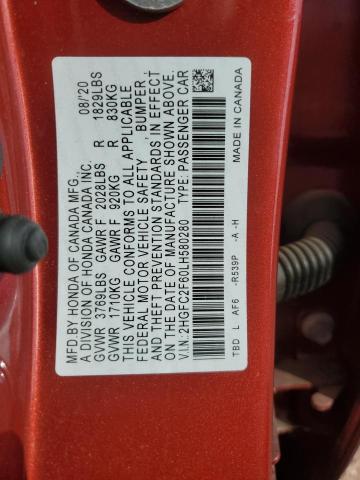 MFD.BY HONDA OF CANADA MFG., 08/'20
A DIVISION OF HONDA CANADA INC.
GVWR 3769LBS GAWR F 2028LBS R 1829LBS
GVWR 1710KG GAWR F 920KG R 830KG
THIS VEHICLE CONFORMS TO ALL APPLICABLE
FEDERAL MOTOR VEHICLE SAFETY , BUMPER
AND THEFT PREVENTION STANDARDS IN EFFECT
ON THE DATE OF MANUFACTURE SHOWN ABOVE.
V.I.N.:2HGFC2F60LH580280 TYPE: PASSENGER CAR
TBD L AF6 -R539P -A -H
MADE IN CANADA